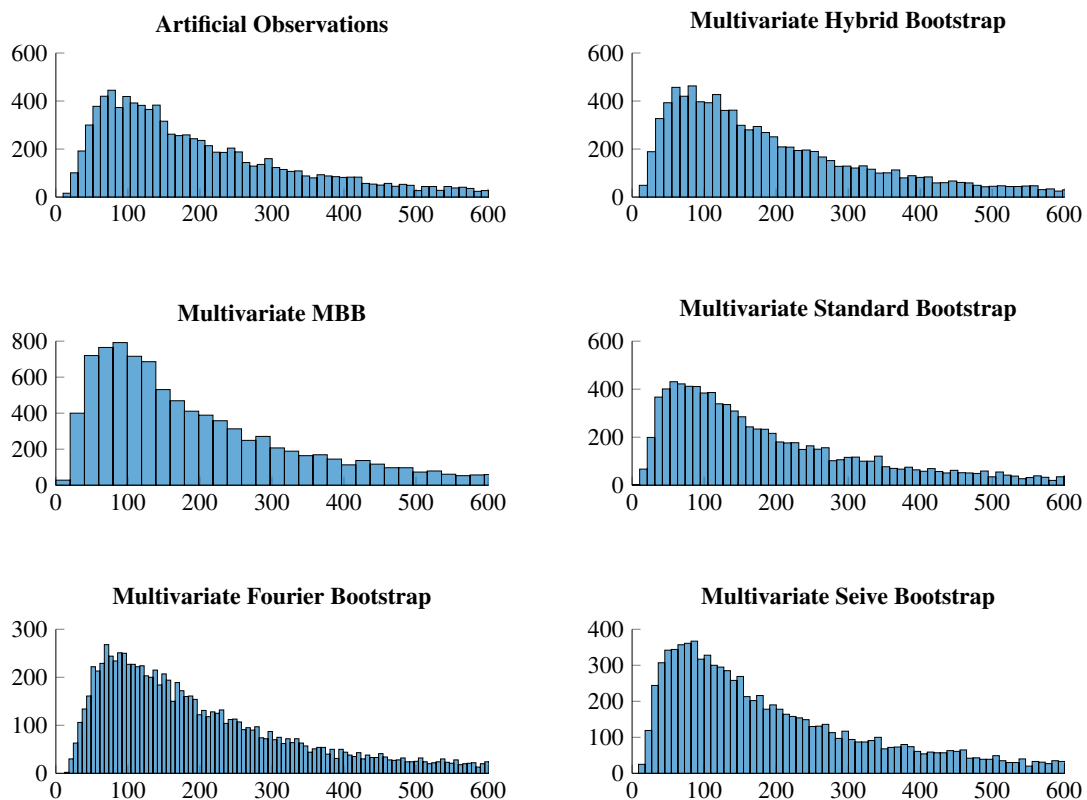 Artificial Observations
600
400
200
0
0 100 200 300 400 500 600
Multivariate Hybrid Bootstrap
600
400
200
0
0 100 200 300 400 500 600
Multivariate MBB
800
600
400
200
0
0 100 200 300 400 500 600
Multivariate Standard Bootstrap
600
400
200
0
0 100 200 300 400 500 600
Multivariate Fourier Bootstrap
300
200
100
0
0 100 200 300 400 500 600
Multivariate Seive Bootstrap
400
300
200
100
0
0 100 200 300 400 500 600